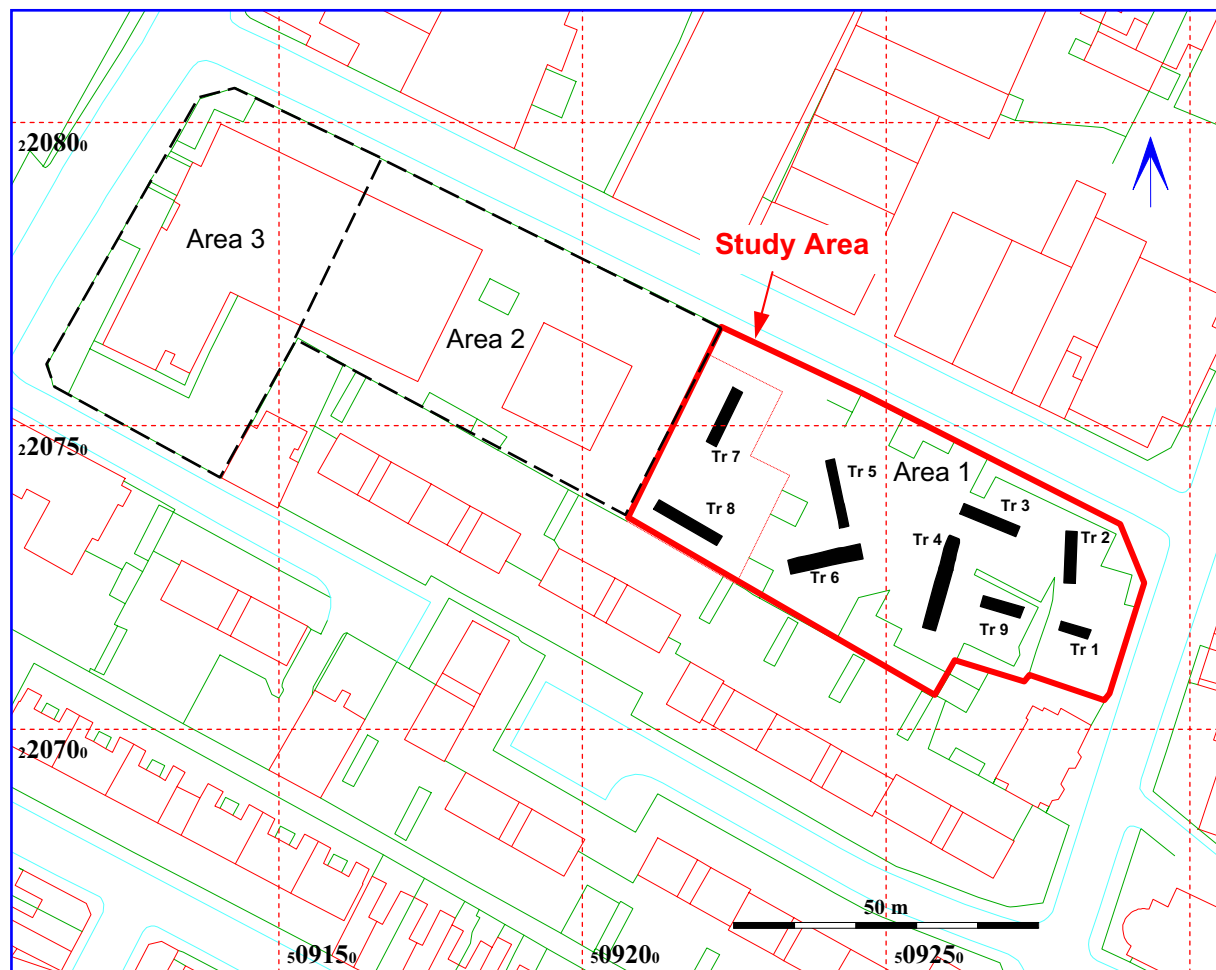 ₂2080₀
Area 3
Study Area
Area 2
₂2075₀
Tr 7
Tr 5
Area 1
Tr 8
Tr 3
Tr 4
Tr 2
Tr 6
Tr 9
Tr 1
₂2070₀
50 m
₅0915₀
₅0920₀
₅0925₀